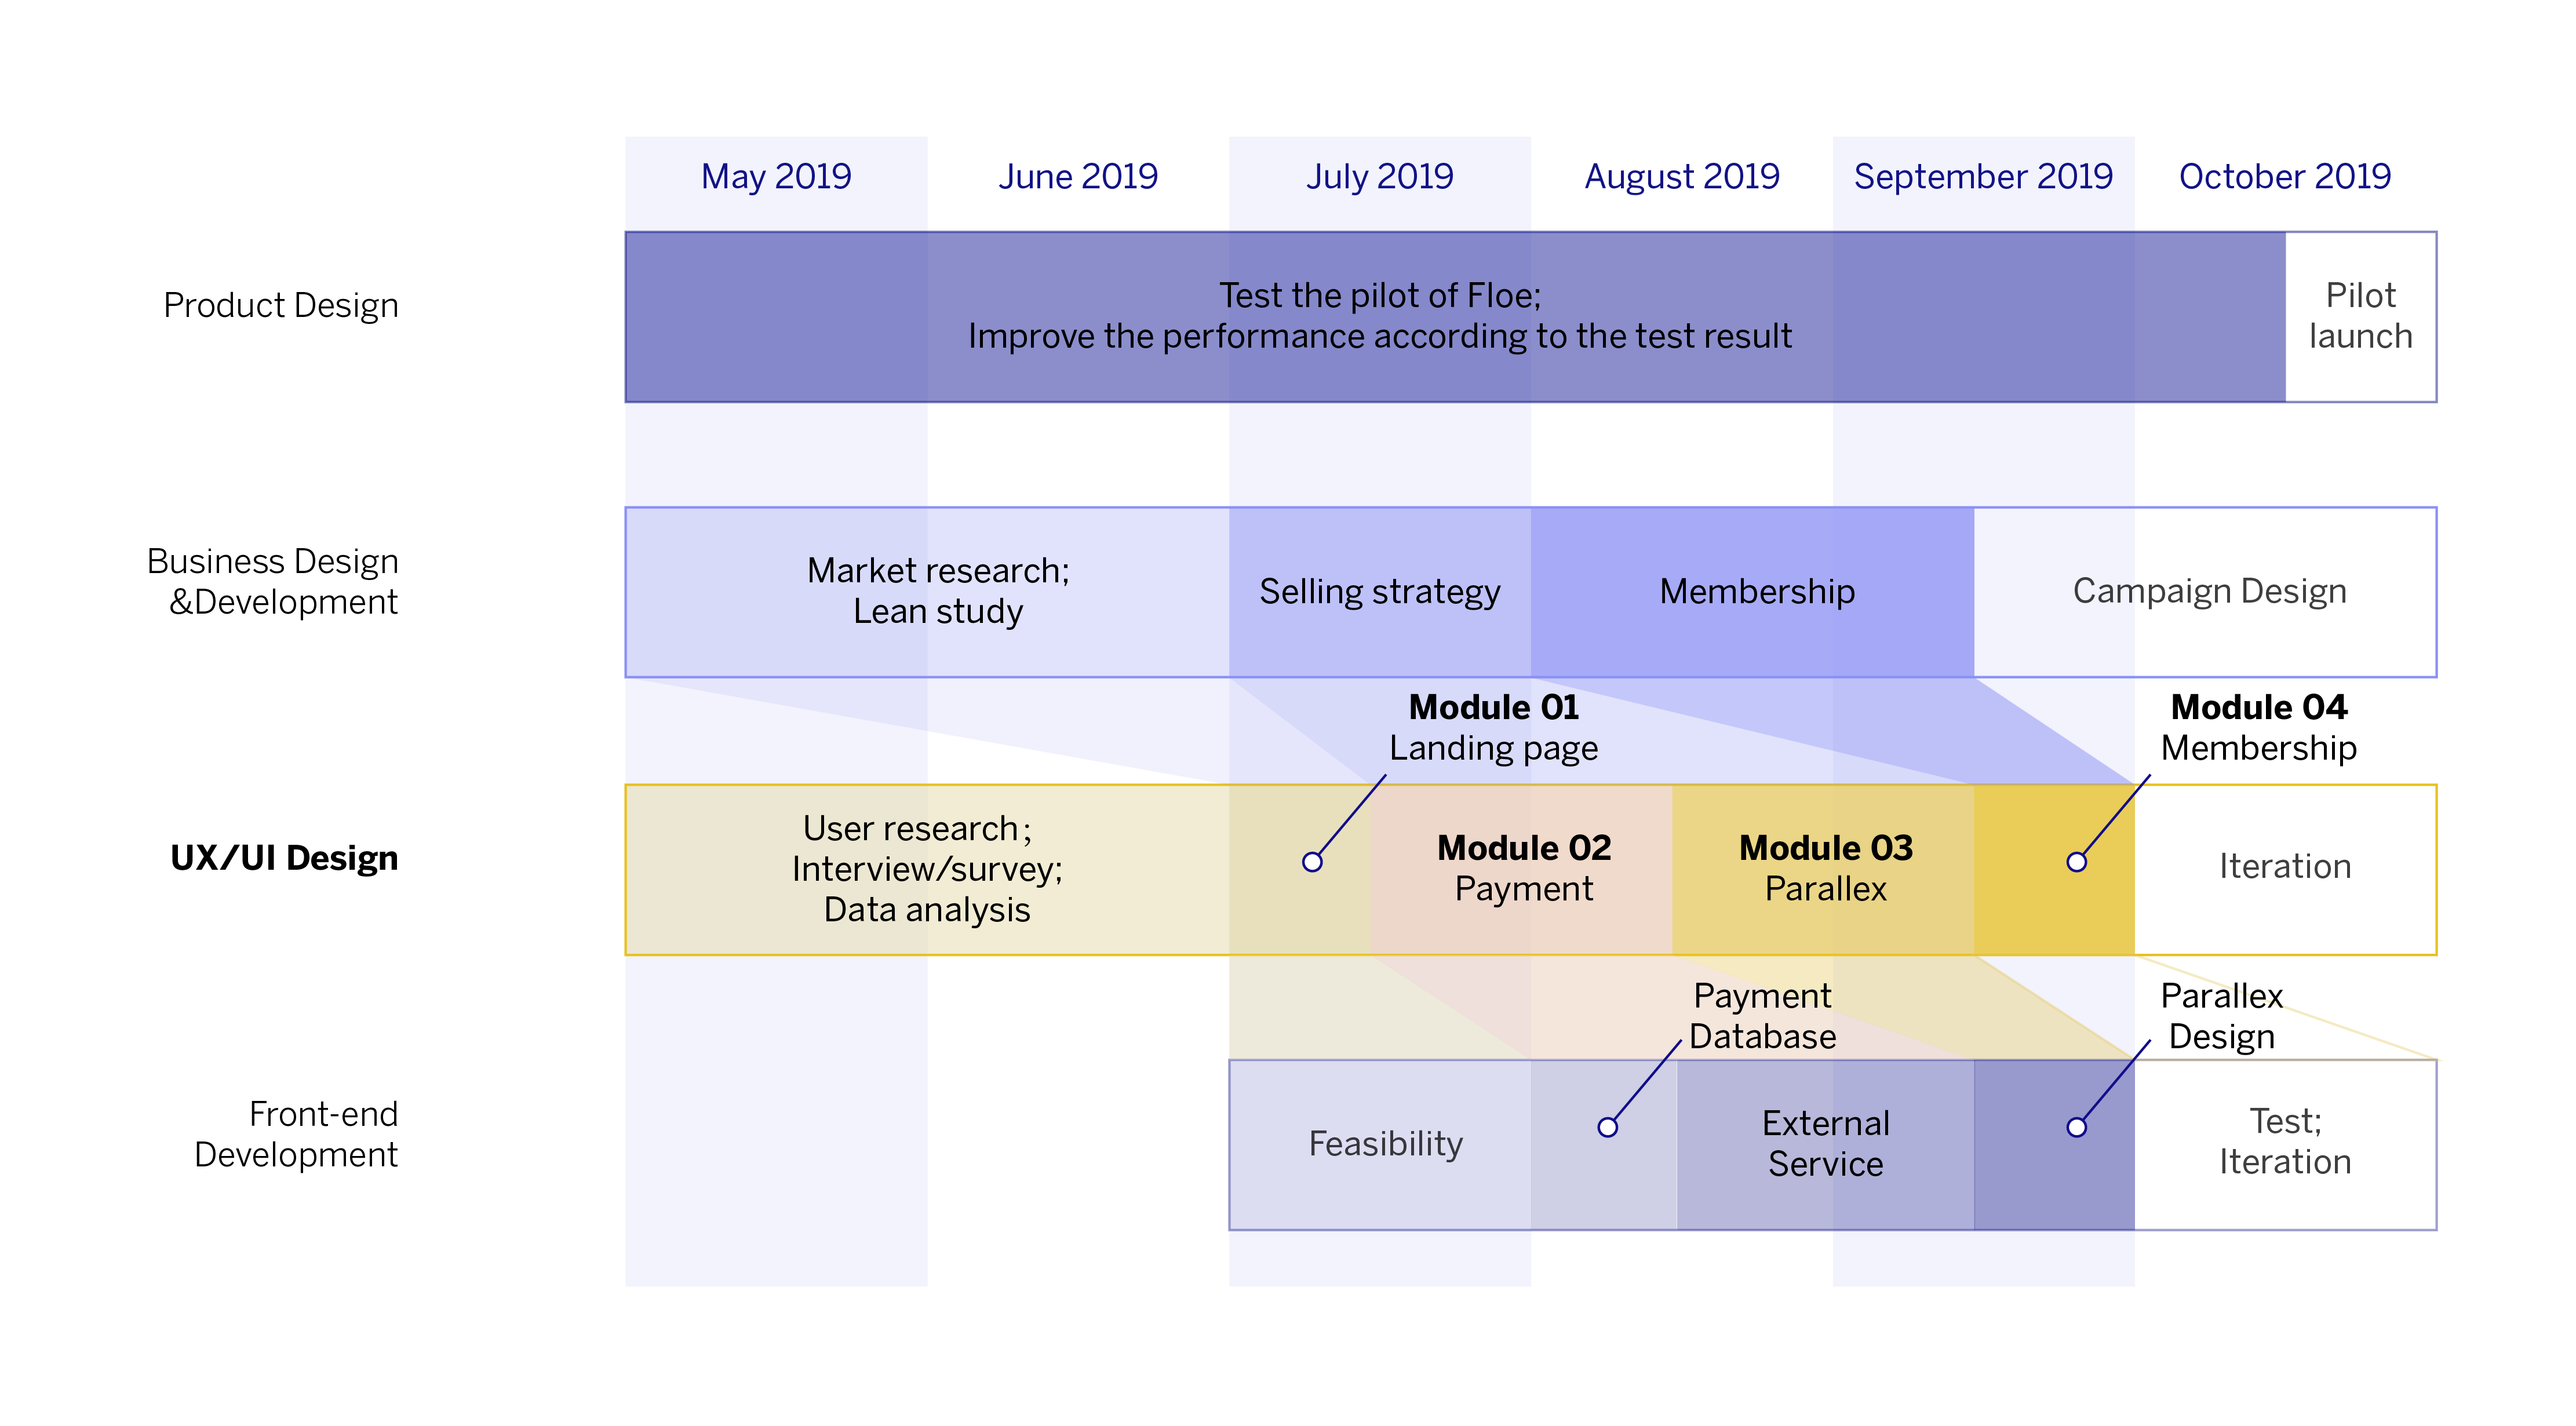 May 2019
June 2019
July 2019
August 2019
September 2019
October 2019
Product Design
Test the pilot of Floe;
Improve the performance according to the test result
Pilot
launch
Business Design
&Development
Market research;
Lean study
Selling strategy
Membership
Campaign Design
Module 01
Landing page
Module 04
Membership
UX/UI Design
User research;
Interview/survey;
Data analysis
Module 02
Payment
Module 03
Parallex
Iteration
Payment
Database
Parallex
Design
Front-end
Development
Feasibility
External
Service
Test;
Iteration